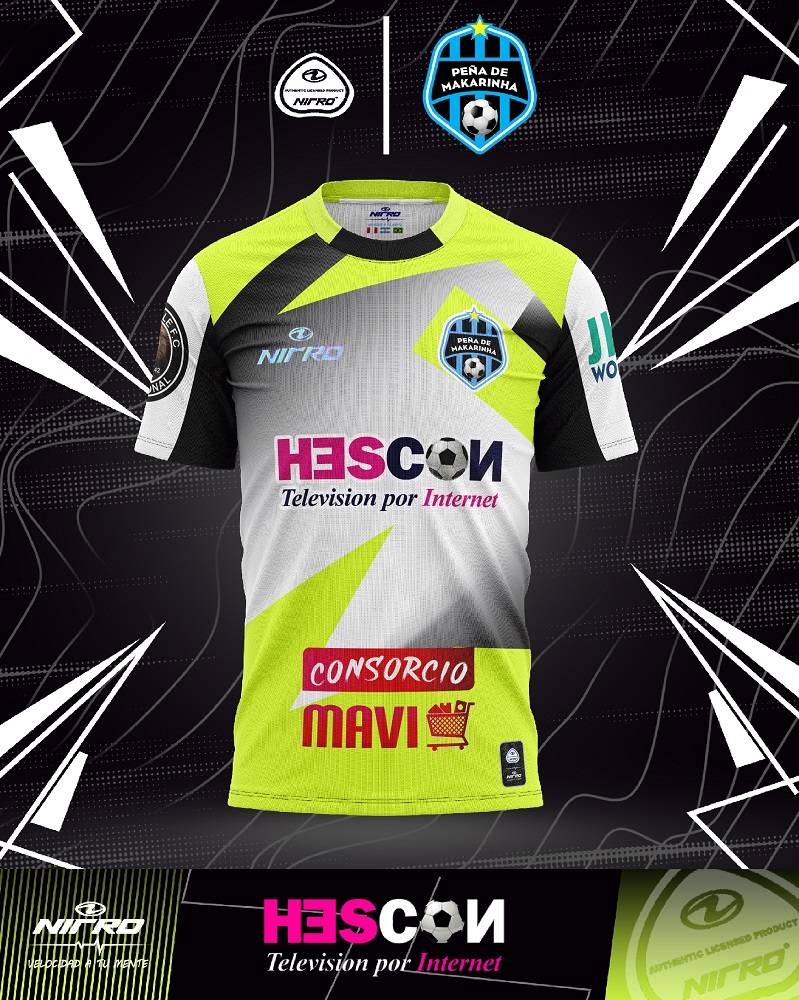 AUTHENTIC LICENSED PRODUCT
NITRO
PEÑA DE
MAKARINHA
NITRO
NITRO
PEÑA DE
MAKARINHA
HESCON
Television por Internet
CONSORCIO
MAVI
NITRO
NITRO
VELOCIDAD A TU MENTE
HESCON
Television por Internet
AUTHENTIC LICENSED PRODUCT
NITRO